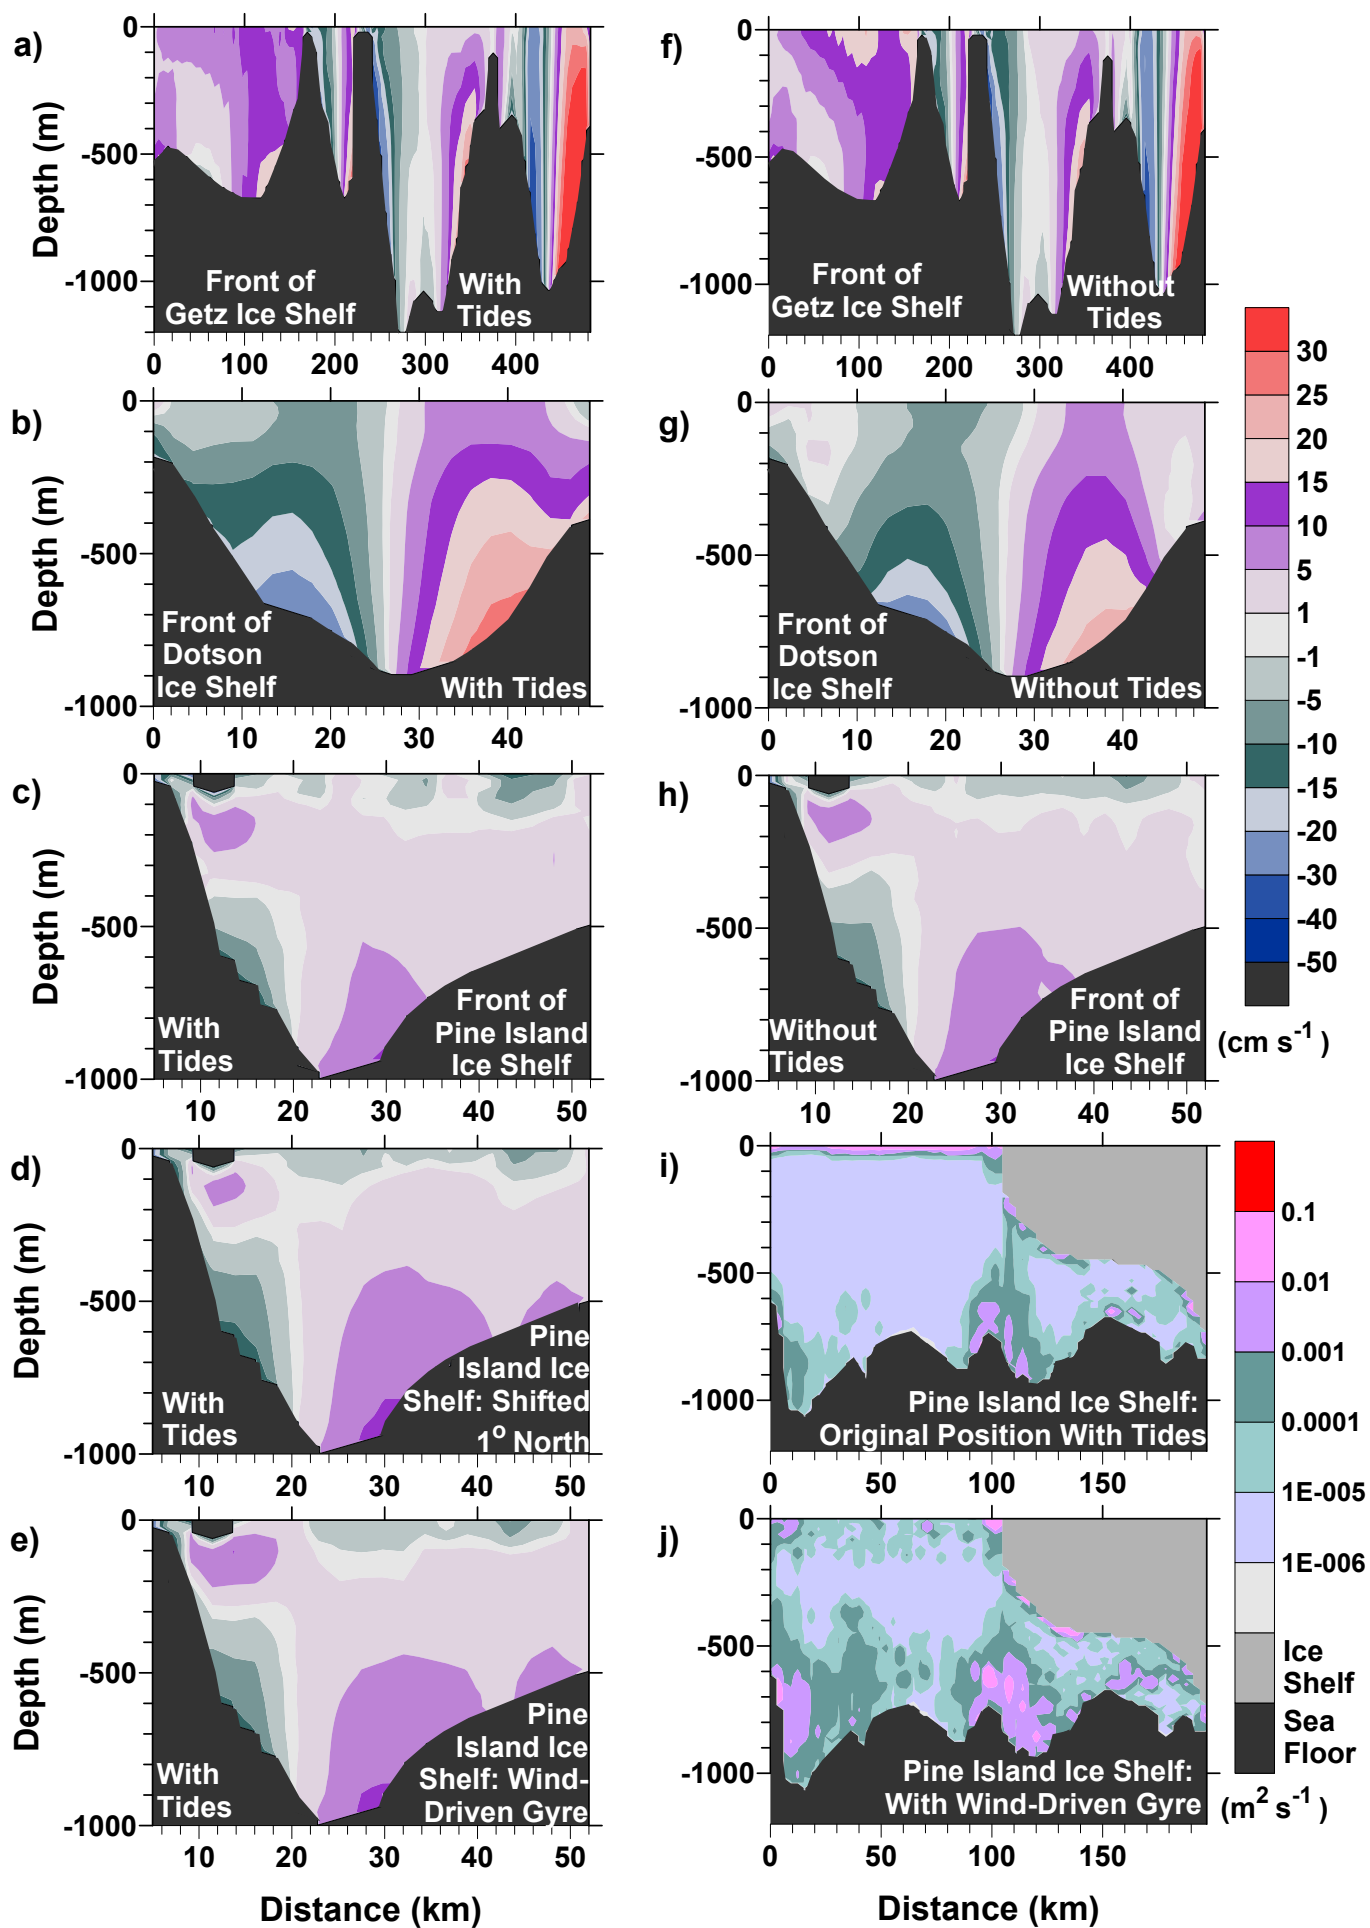 a)
0
-500
-1000
Depth (m)
Front of
Getz Ice Shelf
With
Tides
0 100 200 300 400
f)
0
-500
-1000
Front of
Getz Ice Shelf
Without
Tides
0 100 200 300 400
b)
0
-500
-1000
Depth (m)
Front of
Dotson
Ice Shelf
With Tides
0 10 20 30 40
g)
0
-500
-1000
Depth (m)
Front of
Dotson
Ice Shelf
Without Tides
0 10 20 30 40
c)
0
-500
-1000
Depth (m)
With
Tides
Front of
Pine Island
Ice Shelf
10 20 30 40 50
h)
0
-500
-1000
Without
Tides
Front of
Pine Island
Ice Shelf
10 20 30 40 50
30
25
20
15
10
5
1
-1
-5
-10
-15
-20
-30
-40
-50
(cm s-1 )
d)
0
-500
-1000
Depth (m)
With
Tides
Pine
Island Ice
Shelf: Shifted
1o North
10 20 30 40 50
i)
0
-500
-1000
Pine Island Ice Shelf:
Original Position With Tides
0 50 100 150
e)
0
-500
-1000
Depth (m)
With
Tides
Pine
Island Ice
Shelf: Wind-
Driven Gyre
0 10 20 30 40 50
Distance (km)
j)
0
-500
-1000
Pine Island Ice Shelf:
With Wind-Driven Gyre
0 50 100 150
Distance (km)
0.1
0.01
0.001
0.0001
1E-005
1E-006
Ice
Shelf
Sea
Floor
(m2 s-1 )